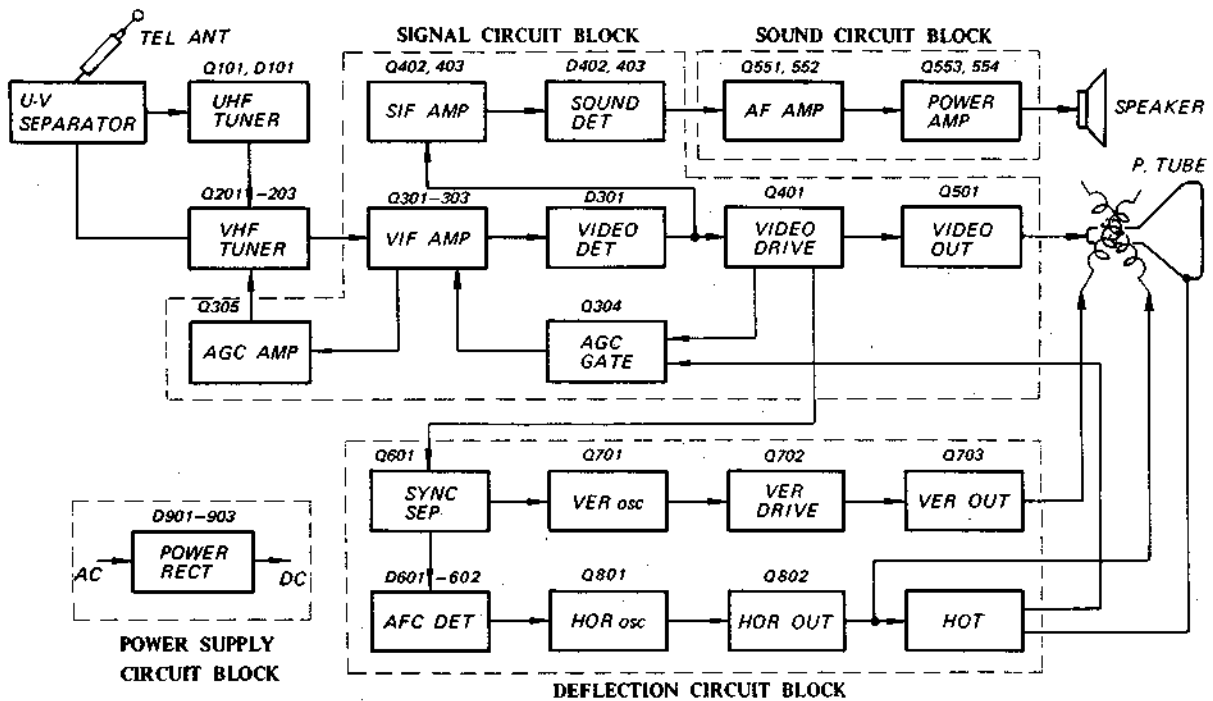 TEL ANT
SIGNAL CIRCUIT BLOCK
SOUND CIRCUIT BLOCK
Q101, D101
Q402, 403
D402, 403
Q551, 552
Q553, 554
U-V
SEPARATOR
UHF
TUNER
SIF AMP
SOUND
DET
AF AMP
POWER
AMP
SPEAKER
P. TUBE
Q201-203
Q301-303
D301
Q401
Q501
VHF
TUNER
VIF AMP
VIDEO
DET
VIDEO
DRIVE
VIDEO
OUT
Q305
Q304
AGC AMP
AGC
GATE
Q601
Q701
Q702
Q703
SYNC
SEP.
VER osc
VER
DRIVE
VER OUT
D901-903
AC
POWER
RECT
DC
D601-602
Q801
Q802
AFC DET
HOR osc
HOR OUT
HOT
POWER SUPPLY
CIRCUIT BLOCK
DEFLECTION CIRCUIT BLOCK